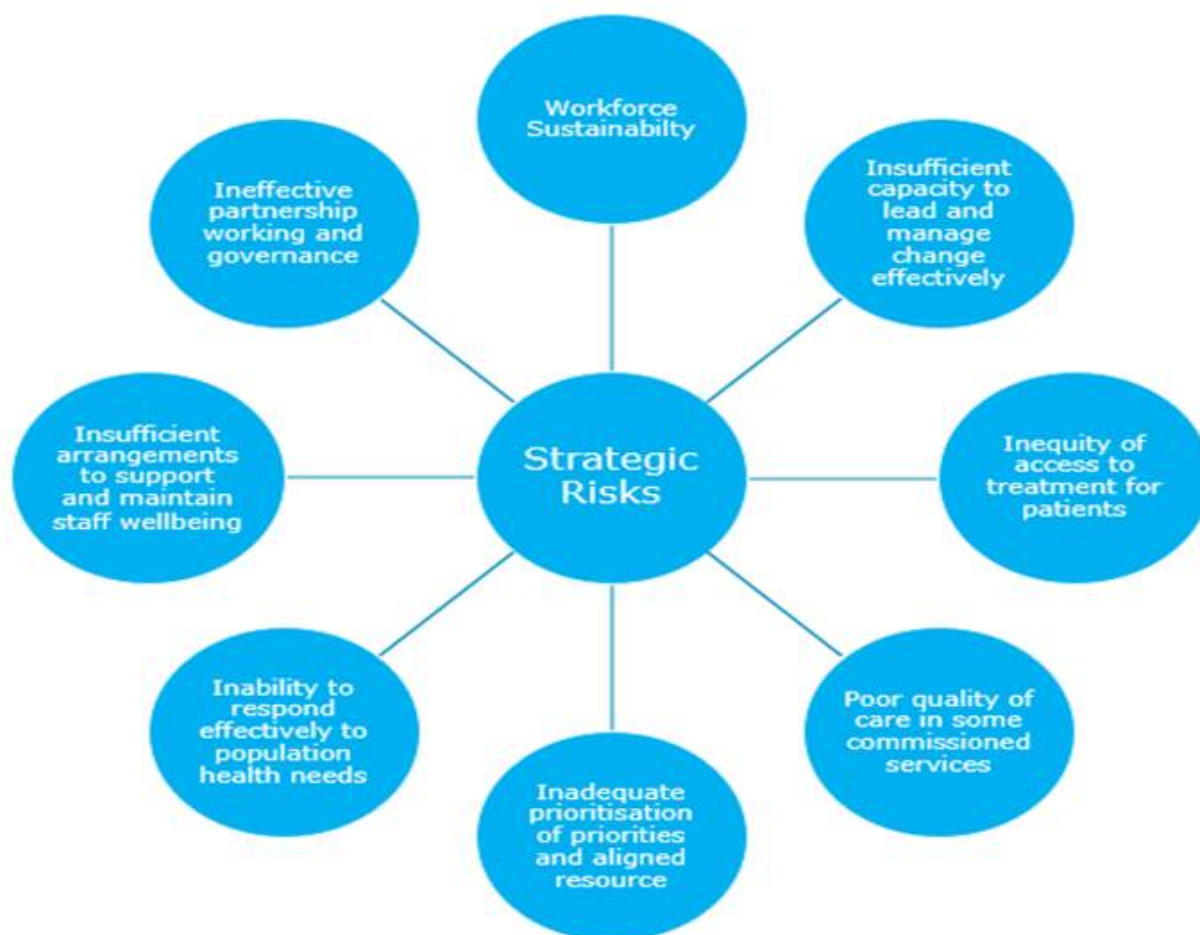 Workforce
Sustainabilty
Insufficient
capacity to
lead and
manage
change
effectively
Inequity of
access to
treatment for
patients
Poor quality of
care in some
commissioned
services
Inadequate
prioritisation
of priorities
and aligned
resource
Inability to
respond
effectively to
population
health needs
Insufficient
arrangements
to support
and maintain
staff wellbeing
Ineffective
partnership
working and
governance
Strategic
Risks